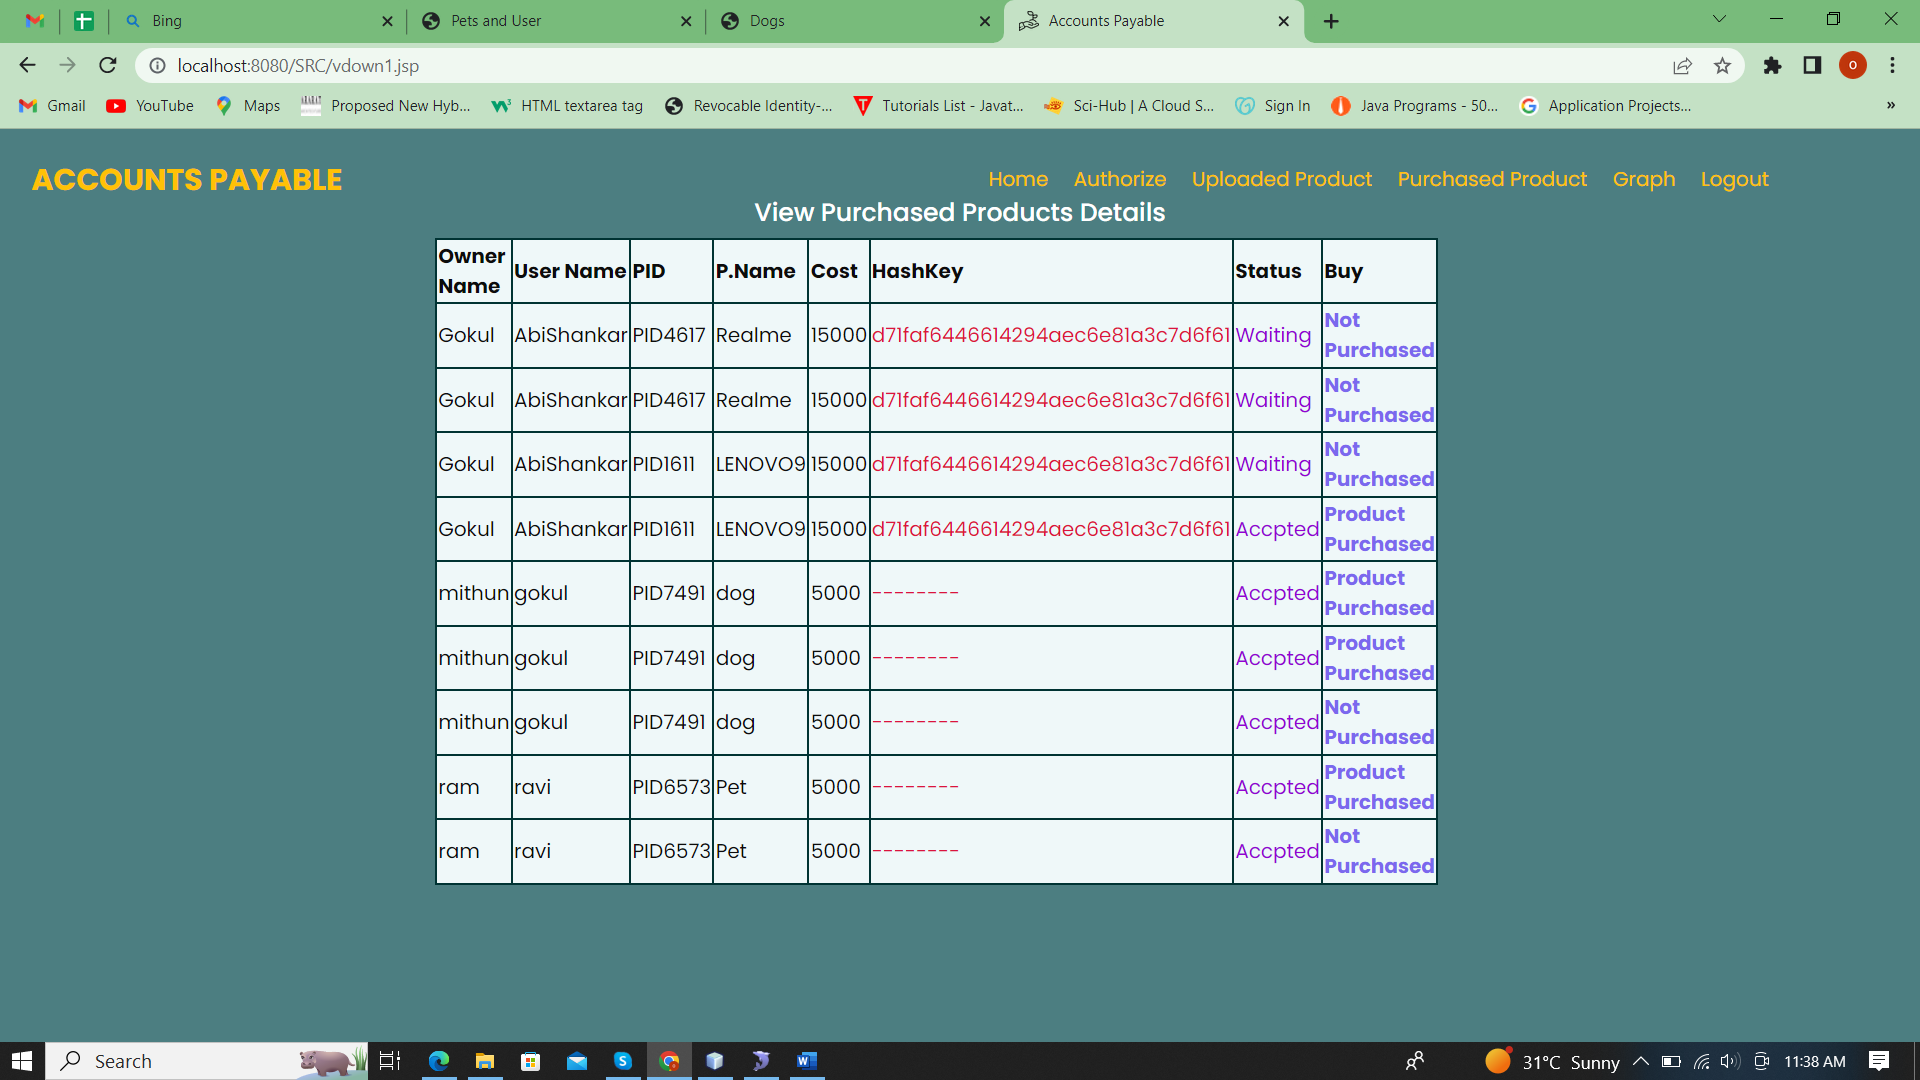 Bing
Pets and User
Dogs
Accounts Payable
localhost:8080/SRC/vdown1.jsp
O
Gmail
YouTube
Maps
Proposed New Hyb...
HTML textarea tag
Revocable Identity-...
Tutorials List - Javat...
Sci-Hub | A Cloud S...
Sign In
Java Programs - 50...
Application Projects...
»
ACCOUNTS PAYABLE
Home Authorize Uploaded Product Purchased Product Graph Logout
View Purchased Products Details
Owner Name User Name PID P.Name Cost HashKey Status Buy
Gokul AbiShankar PID4617 Realme 15000 d71faf6446614294aec6e81a3c7d6f61 Waiting Not Purchased
Gokul AbiShankar PID4617 Realme 15000 d71faf6446614294aec6e81a3c7d6f61 Waiting Not Purchased
Gokul AbiShankar PID1611 LENOVO9 15000 d71faf6446614294aec6e81a3c7d6f61 Waiting Not Purchased
Gokul AbiShankar PID1611 LENOVO9 15000 d71faf6446614294aec6e81a3c7d6f61 Accpted Product Purchased
mithun gokul PID7491 dog 5000 -------- Accpted Product Purchased
mithun gokul PID7491 dog 5000 -------- Accpted Product Purchased
mithun gokul PID7491 dog 5000 -------- Accpted Not Purchased
ram ravi PID6573 Pet 5000 -------- Accpted Product Purchased
ram ravi PID6573 Pet 5000 -------- Accpted Not Purchased
Search
31°C Sunny
11:38 AM